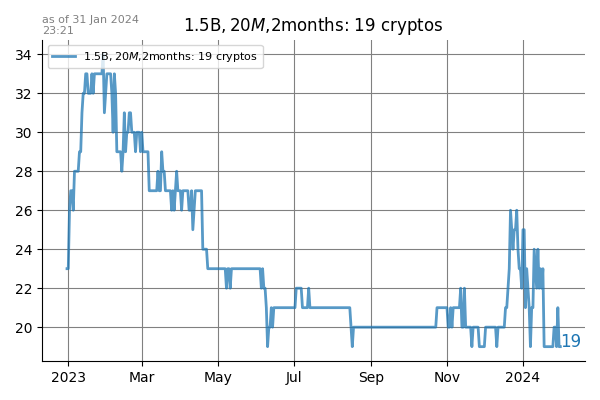 as of 31 Jan 2024
23:21
1.5B, 20M,2months: 19 cryptos
1.5B, 20M,2months: 19 cryptos
34
32
30
28
26
24
22
20
19
2023 Mar May Jul Sep Nov 2024